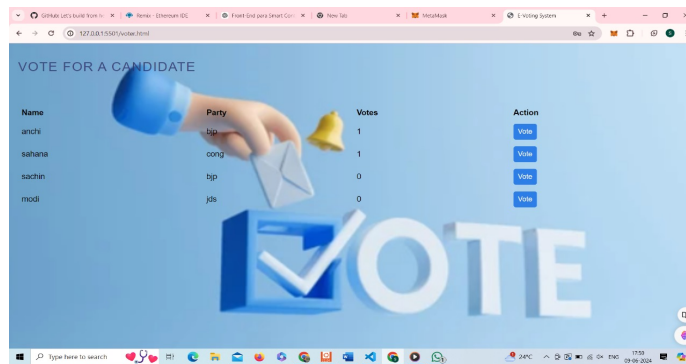 GitHub: Let's build from he
Remix - Ethereum IDE
Front-End para Smart Con
New Tab
MetaMask
E-Voting System
127.0.0.1:5501/voter.html
VOTE FOR A CANDIDATE
Name Party Votes Action
anchi bjp 1 Vote
sahana cong 1 Vote
sachin bjp 0 Vote
modi jds 0 Vote
VOTE
Type here to search
24°C ENG 17:50
09-06-2024